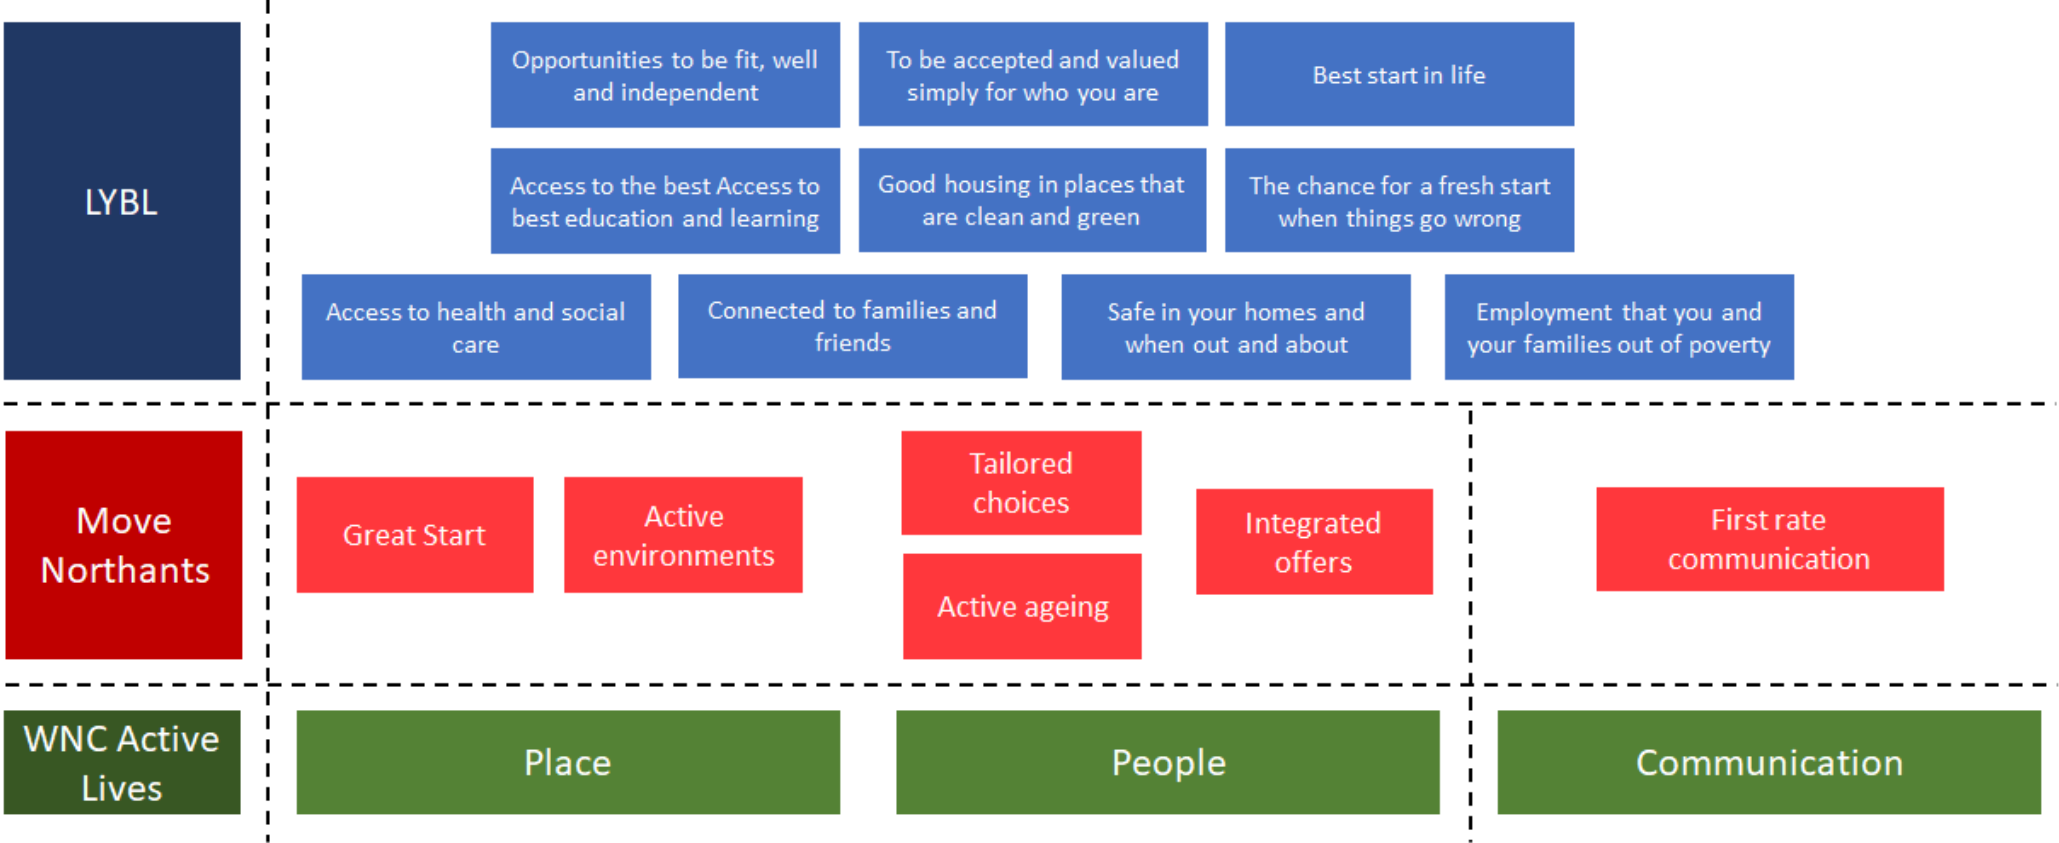 LYBL
Opportunities to be fit, well
and independent
To be accepted and valued
simply for who you are
Best start in life
Access to the best Access to
best education and learning
Good housing in places that
are clean and green
The chance for a fresh start
when things go wrong
Access to health and social
care
Connected to families and
friends
Safe in your homes and
when out and about
Employment that you and
your families out of poverty
Move
Northants
Great Start
Active
environments
Tailored
choices
Active ageing
Integrated
offers
First rate
communication
WNC Active
Lives
Place
People
Communication